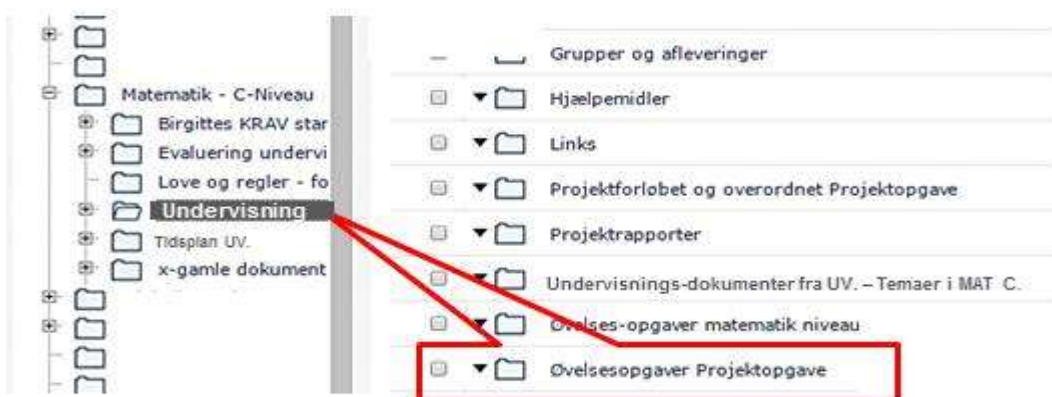 Matematik - C-Niveau
Birgittes KRAV star
Evaluering undervi
Love og regler - fo
Undervisning
Tidsplan UV.
x-gamle dokument
Grupper og afleveringer
Hjælpemidler
Links
Projektforløbet og overordnet Projektopgave
Projektrapporter
Undervisnings-dokumenter fra UV. – Temaer i MAT C.
Øvelses-opgaver matematik niveau
Øvelsesopgaver Projektopgave